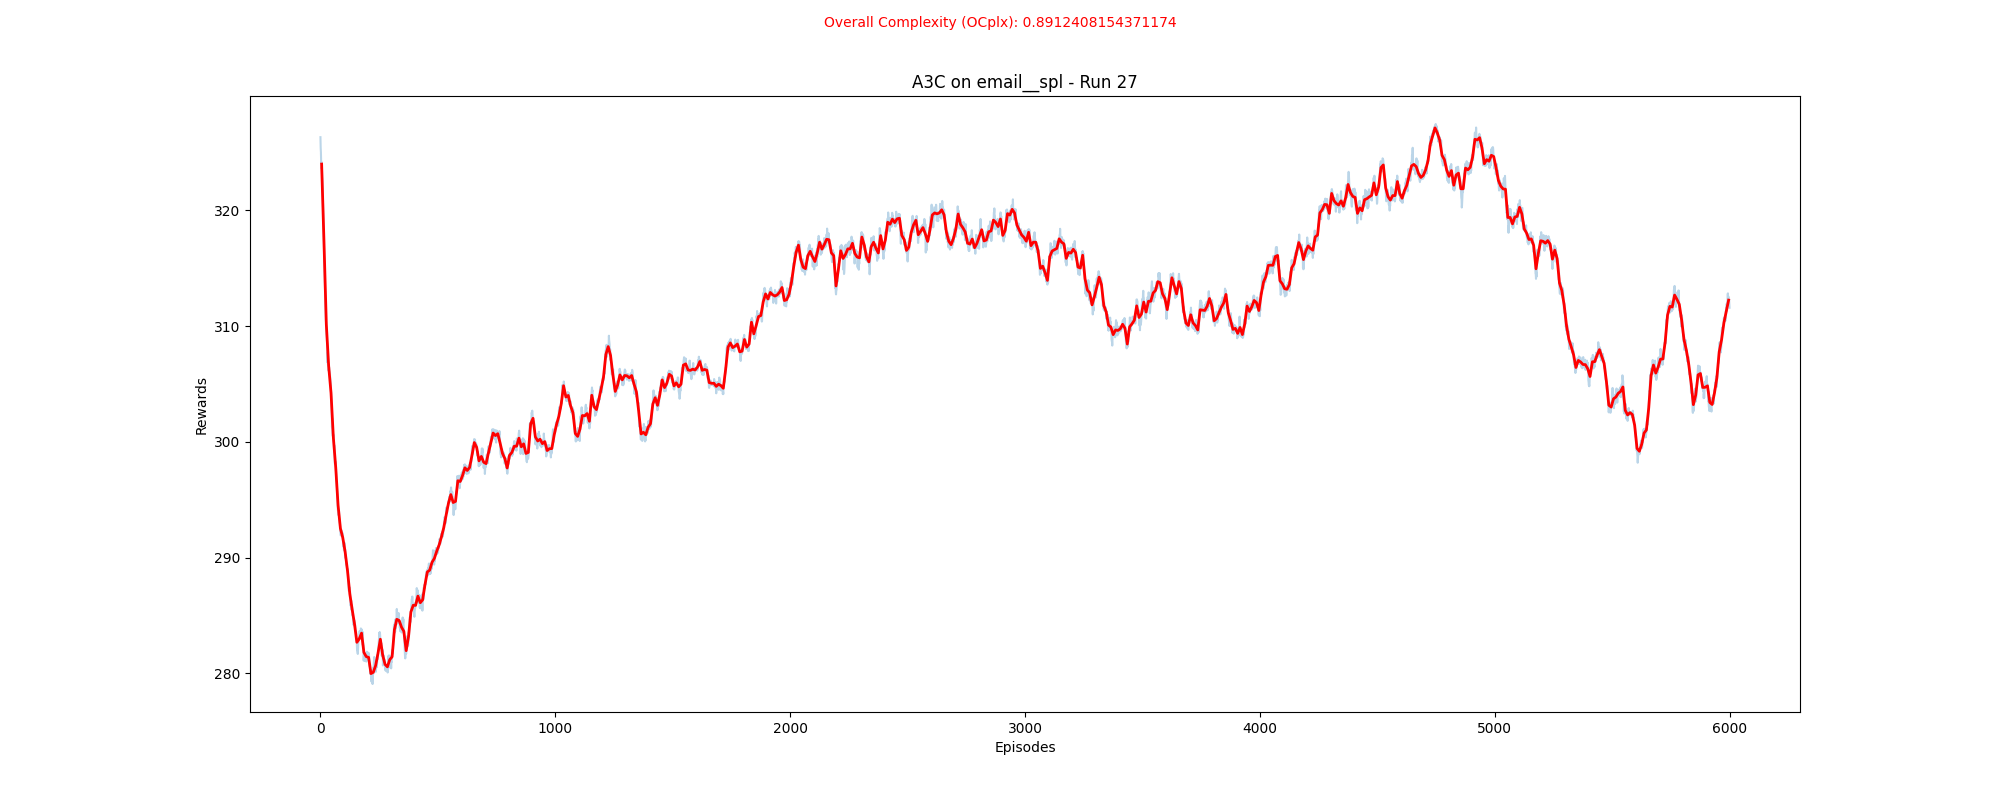 Overall Complexity (OCplx): 0.8912408154371174
A3C on email__spl - Run 27
Rewards
320
310
300
290
280
0 1000 2000 3000 4000 5000 6000
Episodes